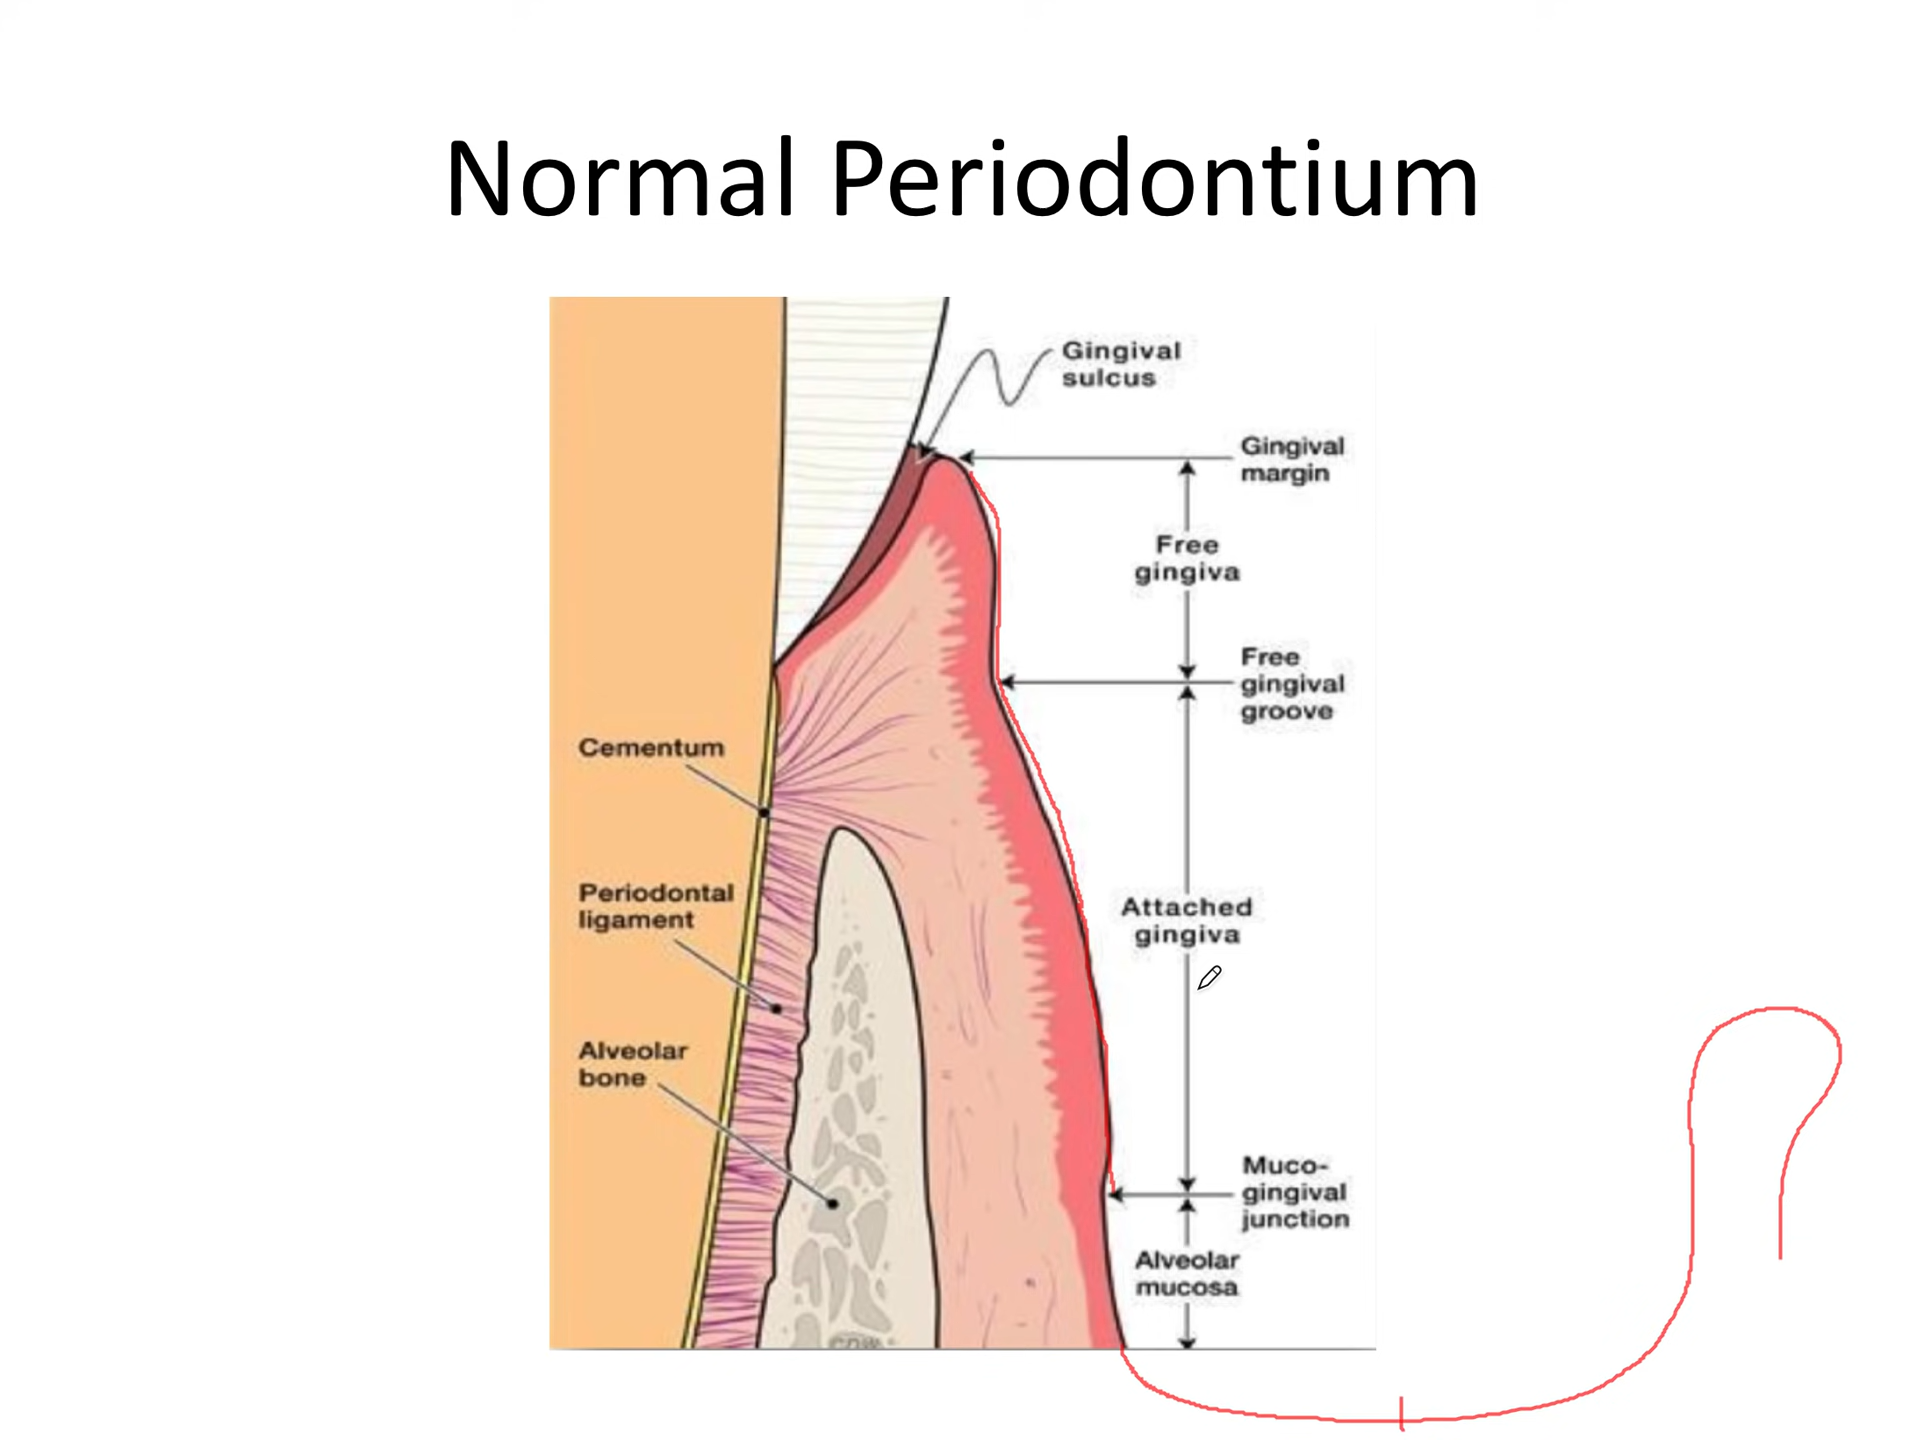 Normal Periodontium
Gingival
sulcus
Gingival
margin
Free
gingiva
Free
gingival
groove
Cementum
Periodontal
ligament
Attached
gingiva
Alveolar
bone
Muco-
gingival
junction
Alveolar
mucosa